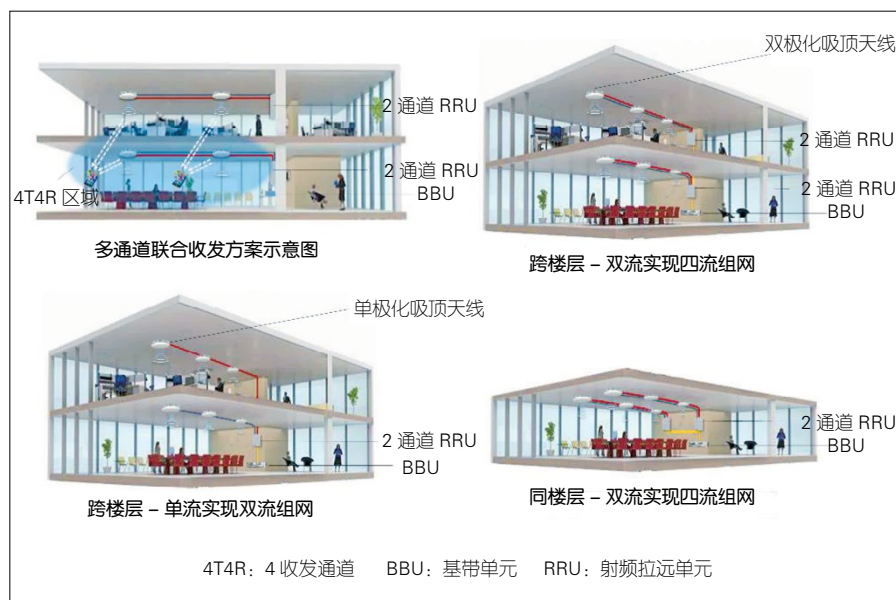 双极化吸顶天线
2 通道 RRU
2 通道 RRU
2 通道 RRU
2 通道 RRU
BBU
BBU
4T4R 区域
多通道联合收发方案示意图
跨楼层 – 双流实现四流组网
单极化吸顶天线
2 通道 RRU
2 通道 RRU
BBU
BBU
跨楼层 – 单流实现双流组网
同楼层 – 双流实现四流组网
4T4R：4 收发通道 BBU：基带单元 RRU：射频拉远单元